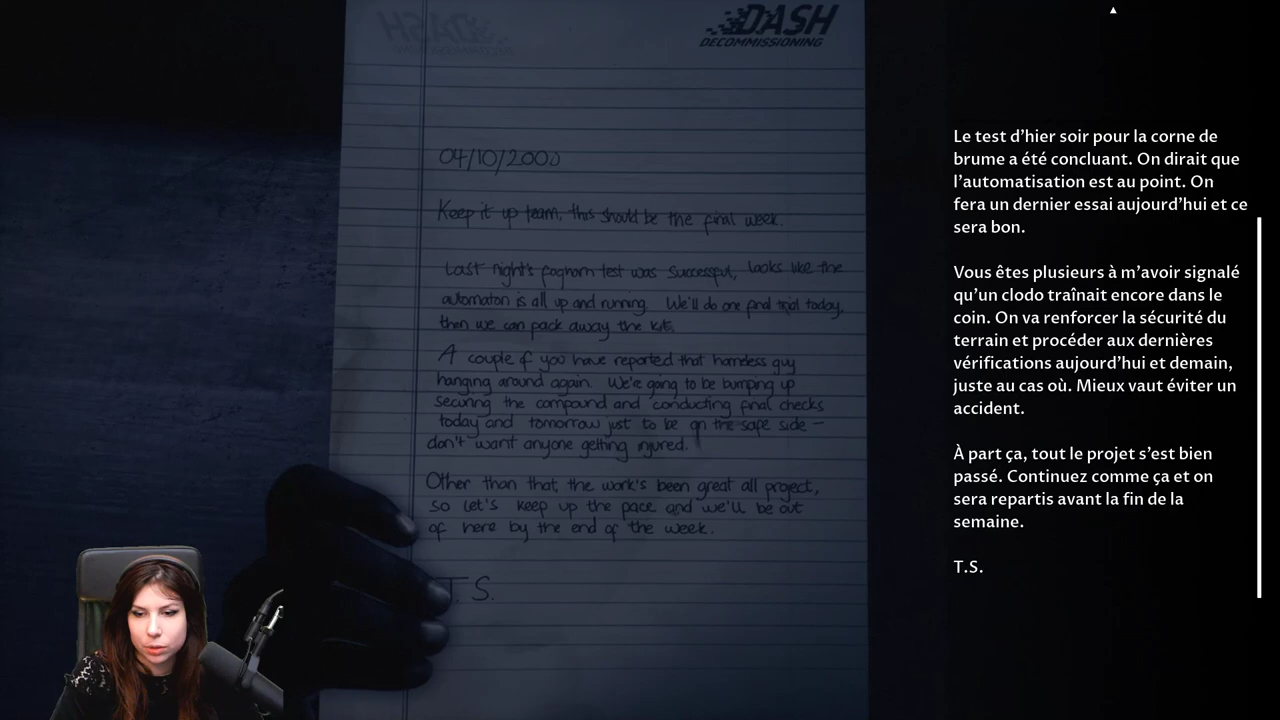 DASH
DECOMMISSIONING
04/10/2000
Keep it up team, this should be the final week.
Last night's foghorn test was successful, looks like the
automation is all up and running. We'll do one final trial today,
then we can pack away the kit.
A couple of you have reported that homeless guy
hanging around again. We're going to be bumping up
securing the compound and conducting final checks
today and tomorrow just to be on the safe side –
don't want anyone getting injured.
Other than that, the work's been great all project,
so let's keep up the pace and we'll be out
of here by the end of the week.
T.S.
Le test d'hier soir pour la corne de
brume a été concluant. On dirait que
l'automatisation est au point. On
fera un dernier essai aujourd'hui et ce
sera bon.
Vous êtes plusieurs à m'avoir signalé
qu'un clodo traînait encore dans le
coin. On va renforcer la sécurité du
terrain et procéder aux dernières
vérifications aujourd'hui et demain,
juste au cas où. Mieux vaut éviter un
accident.
À part ça, tout le projet s'est bien
passé. Continuez comme ça et on
sera repartis avant la fin de la
semaine.
T.S.